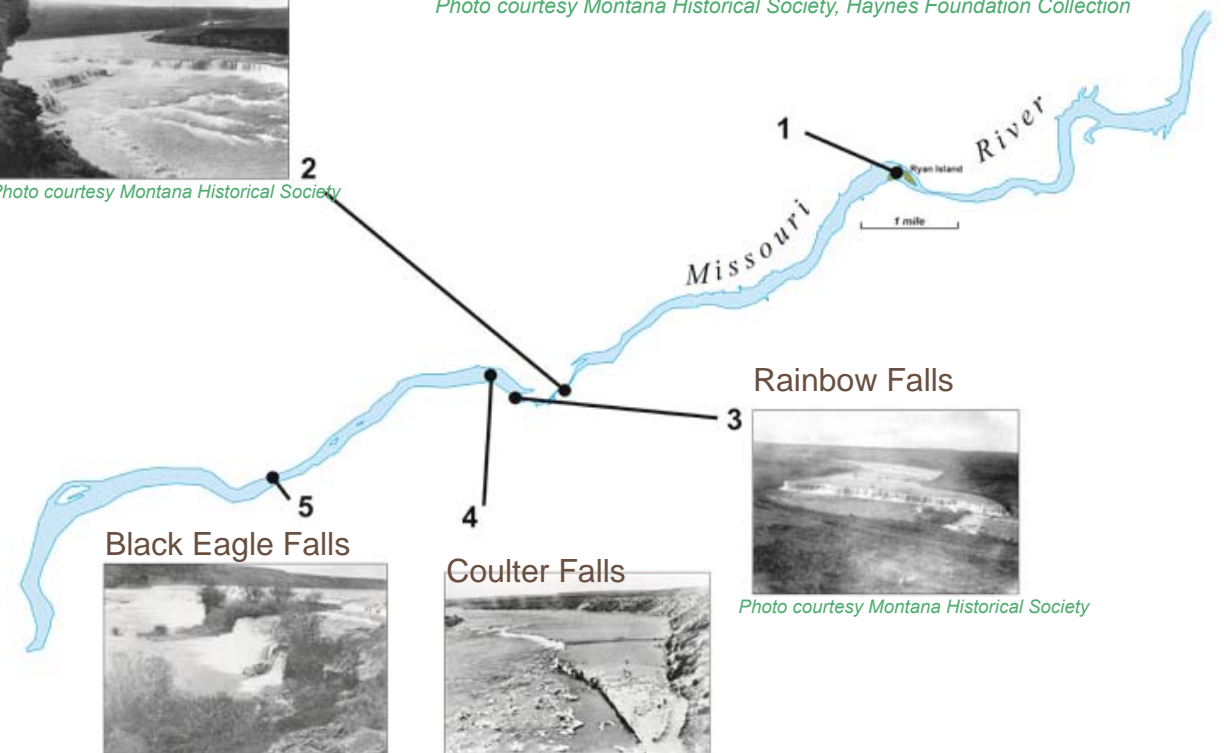 Photo courtesy Montana Historical Society, Haynes Foundation Collection
1
River
Ryan Island
2
Photo courtesy Montana Historical Society
1 mile
Missouri
Rainbow Falls
3
5
4
Black Eagle Falls
Coulter Falls
Photo courtesy Montana Historical Society